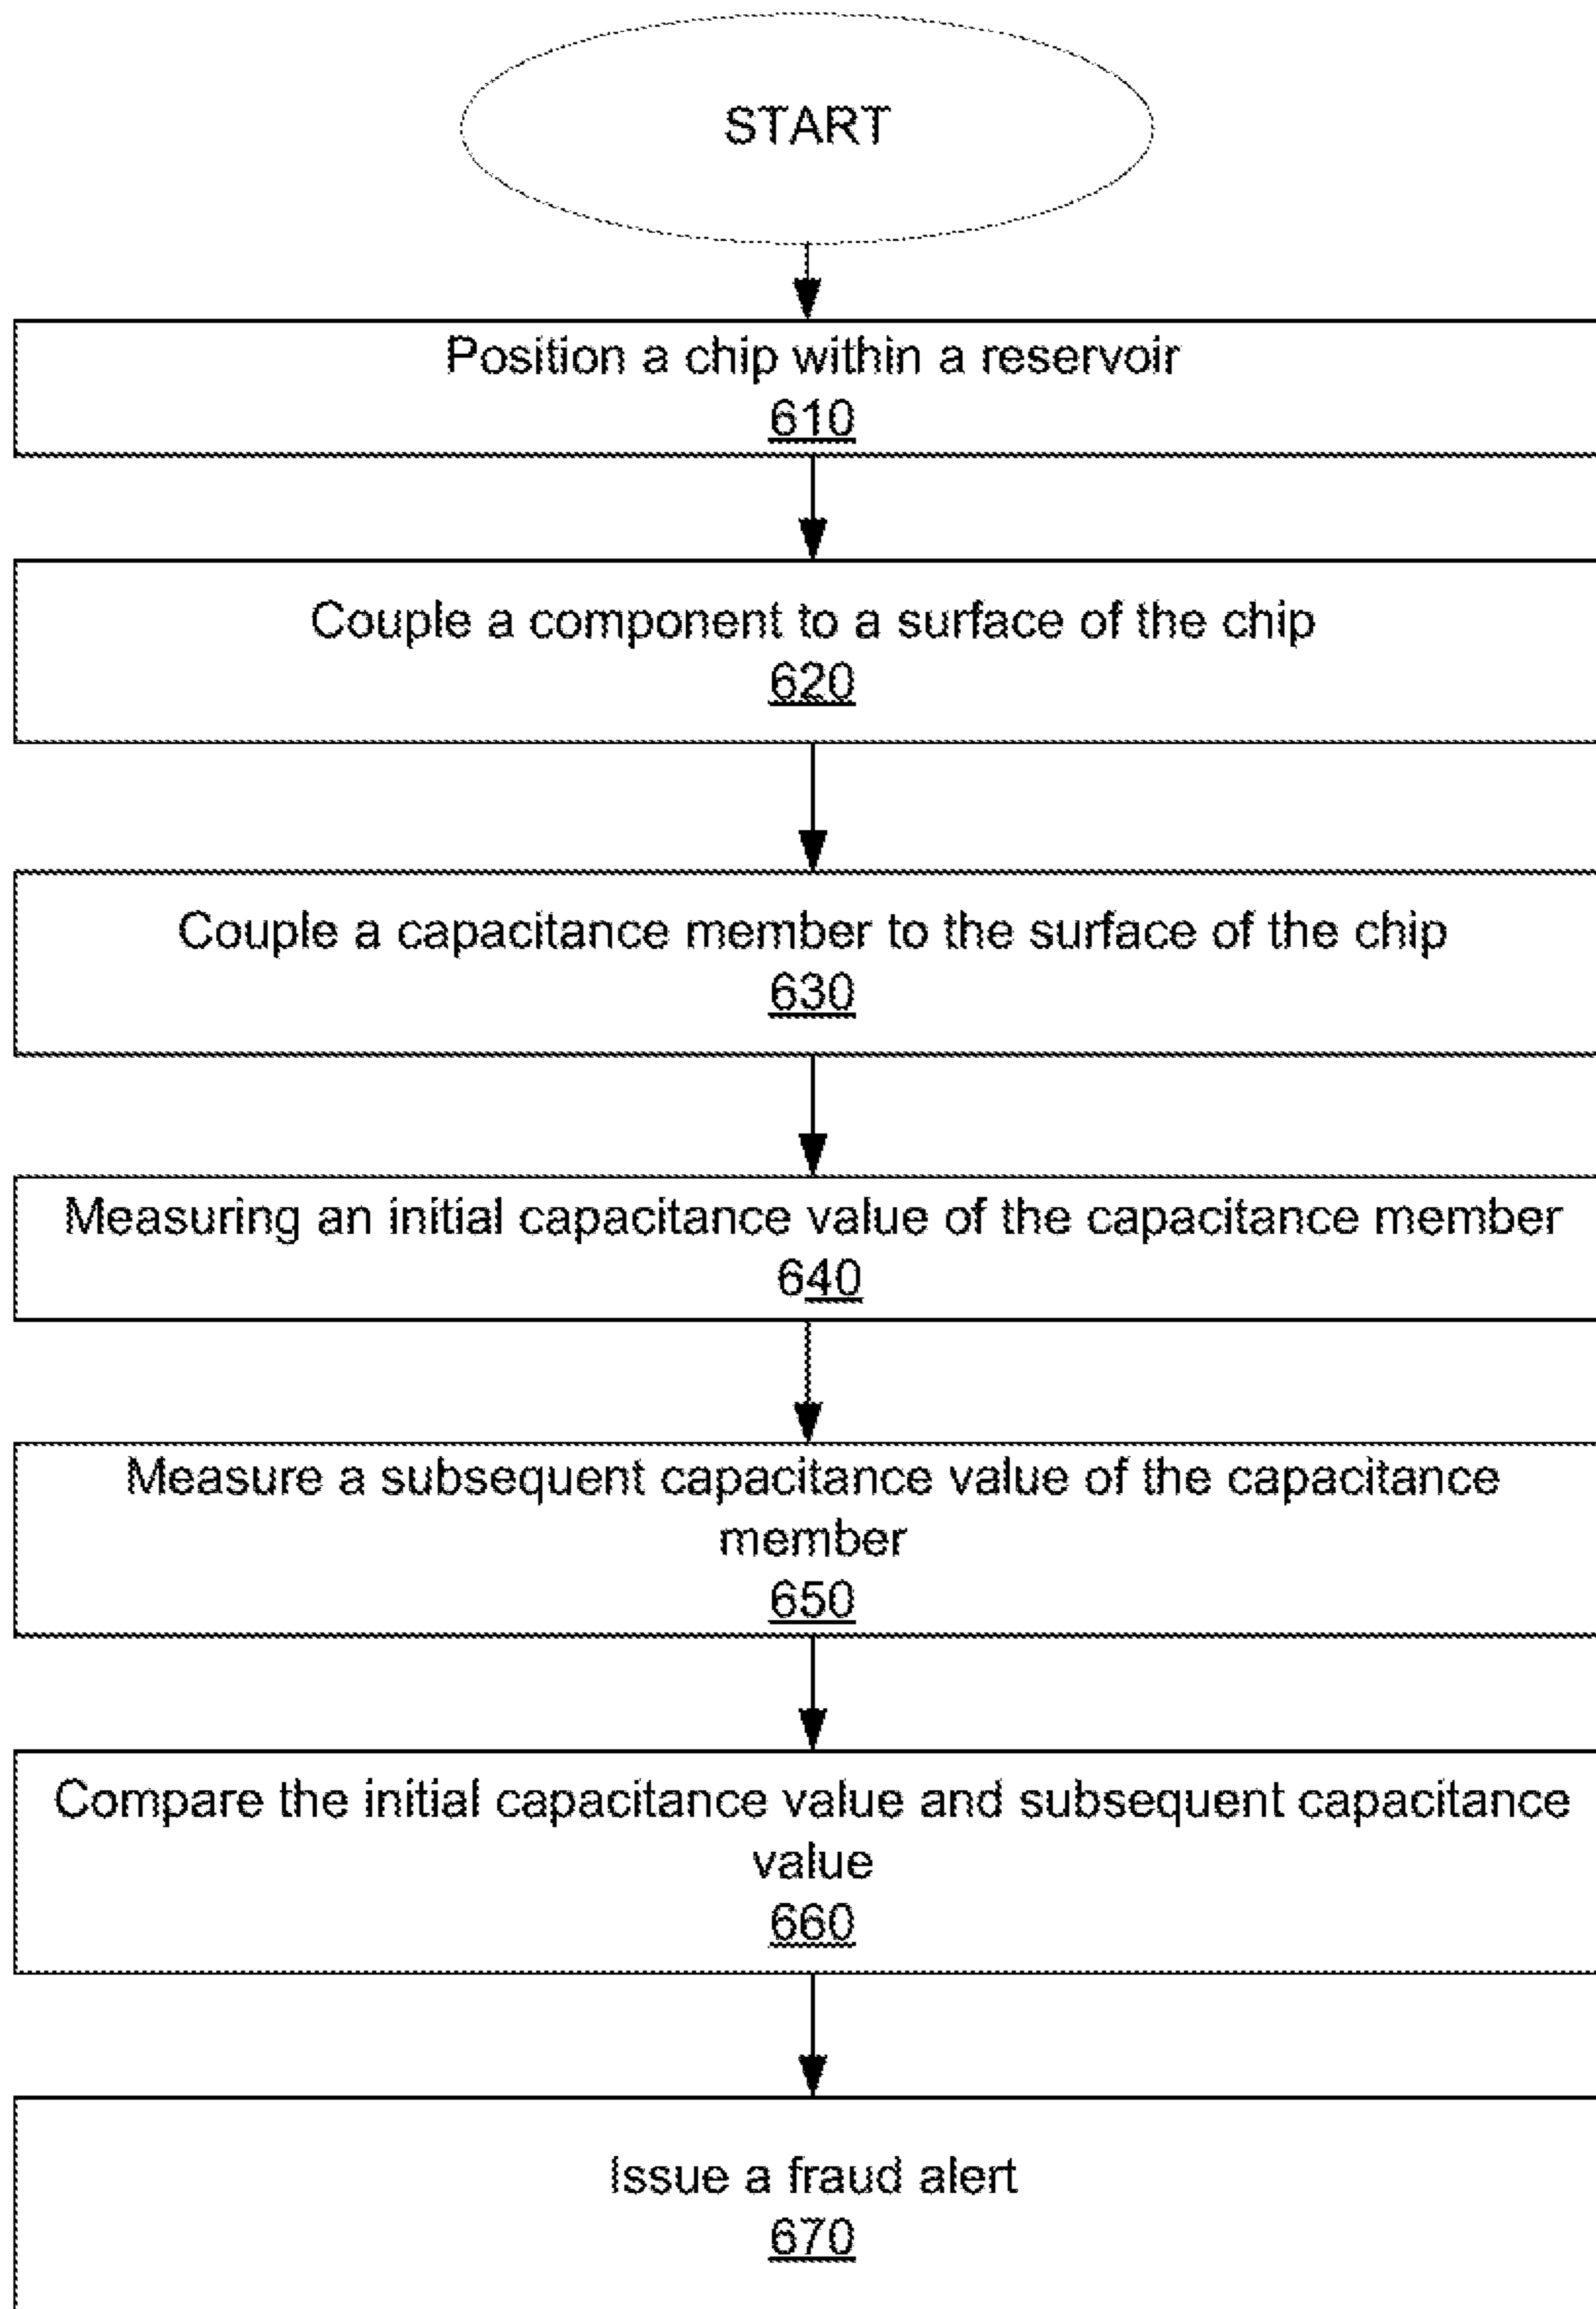 START
Position a chip within a reservoir
610
Couple a component to a surface of the chip
620
Couple a capacitance member to the surface of the chip
630
Measuring an initial capacitance value of the capacitance member
640
Measure a subsequent capacitance value of the capacitance
member
650
Compare the initial capacitance value and subsequent capacitance
value
660
Issue a fraud alert
670